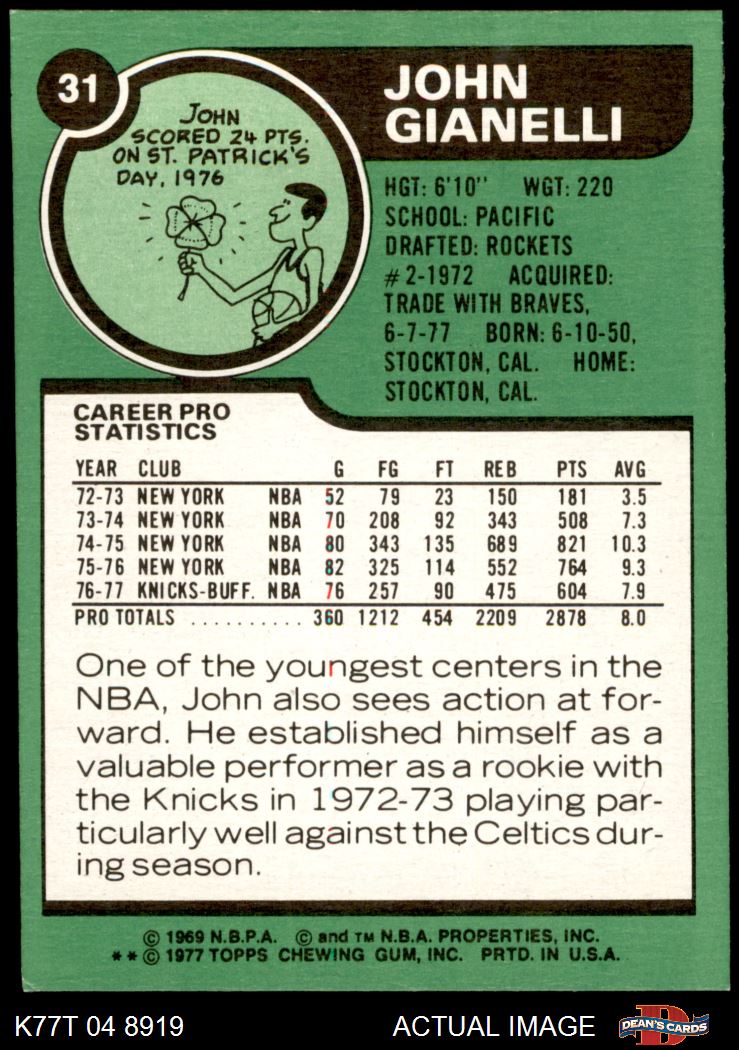 31
JOHN
SCORED 24 PTS.
ON ST. PATRICK'S
DAY, 1976
JOHN
GIANELLI
HGT: 6'10" WGT: 220
SCHOOL: PACIFIC
DRAFTED: ROCKETS
#2-1972 ACQUIRED:
TRADE WITH BRAVES,
6-7-77 BORN: 6-10-50,
STOCKTON, CAL. HOME:
STOCKTON, CAL.
CAREER PRO
STATISTICS
YEAR CLUB G FG FT REB PTS AVG
72-73 NEW YORK NBA 52 79 23 150 181 3.5
73-74 NEW YORK NBA 70 208 92 343 508 7.3
74-75 NEW YORK NBA 80 343 135 689 821 10.3
75-76 NEW YORK NBA 82 325 114 552 764 9.3
76-77 KNICKS-BUFF. NBA 76 257 90 475 604 7.9
PRO TOTALS .......... 360 1212 454 2209 2878 8.0
One of the youngest centers in the
NBA, John also sees action at for-
ward. He established himself as a
valuable performer as a rookie with
the Knicks in 1972-73 playing par-
ticularly well against the Celtics dur-
ing season.
© 1969 N.B.P.A. © and TM N.B.A. PROPERTIES, INC.
**© 1977 TOPPS CHEWING GUM, INC. PRTD. IN U.S.A.
K77T 04 8919 ACTUAL IMAGE
D
DEAN'S CARDS